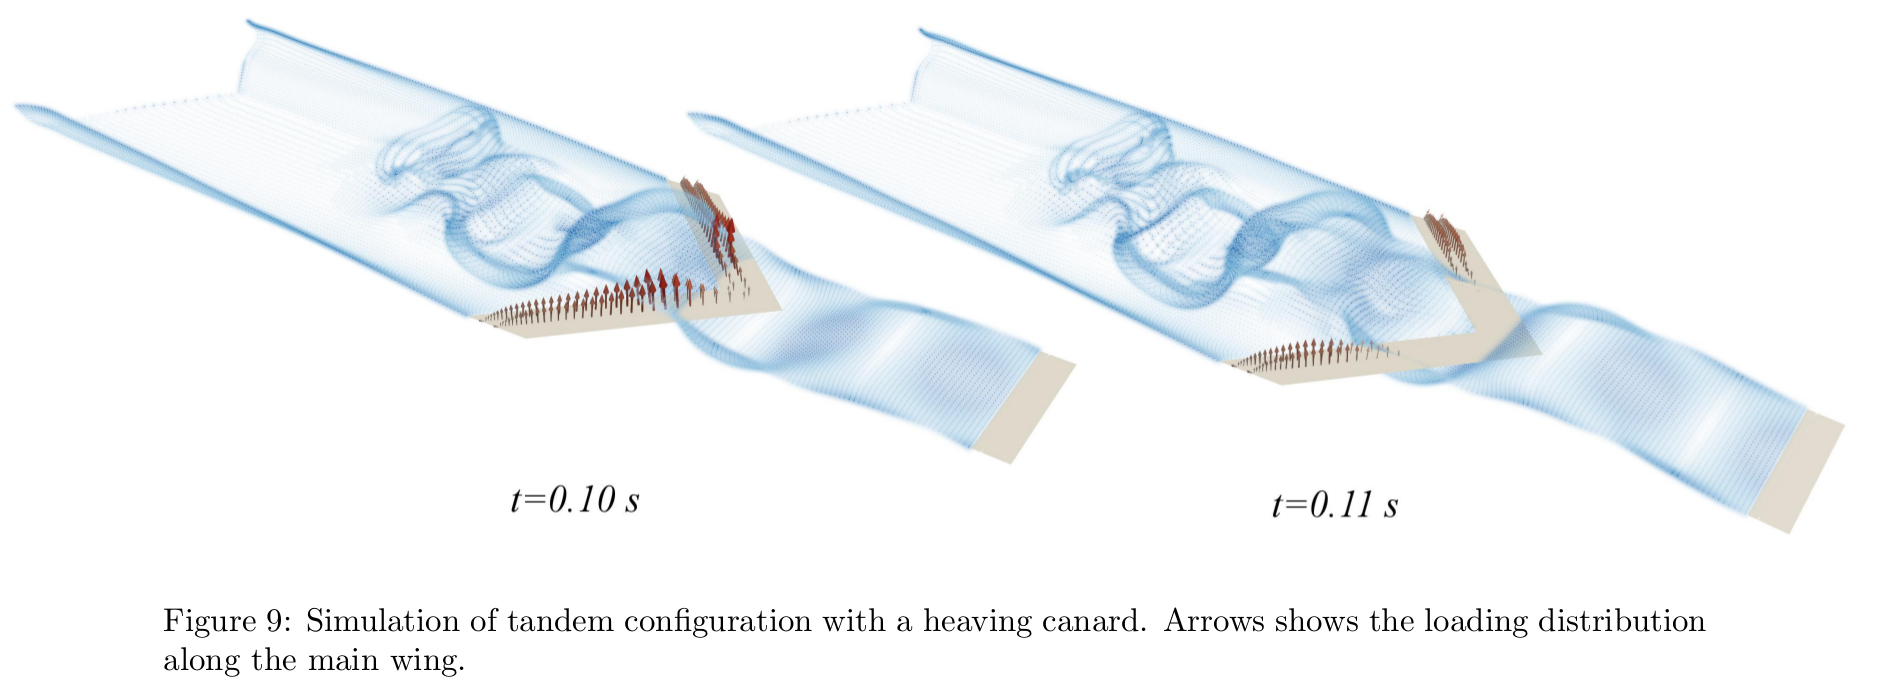 t=0.10 s
t=0.11 s
Figure 9: Simulation of tandem configuration with a heaving canard. Arrows shows the loading distribution
along the main wing.